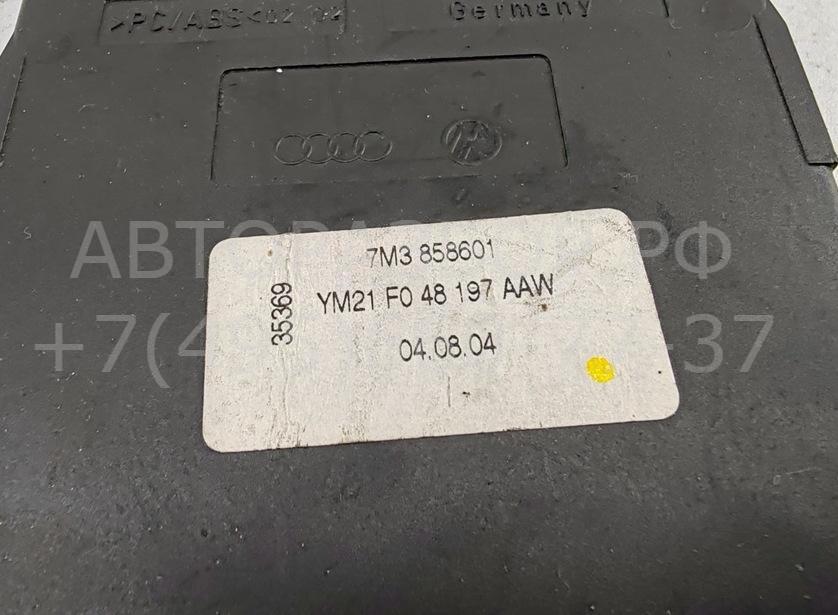 >PC/ABS<
Germany
7M3 858601
YM21 F0 48 197 AAW
04.08.04
35369